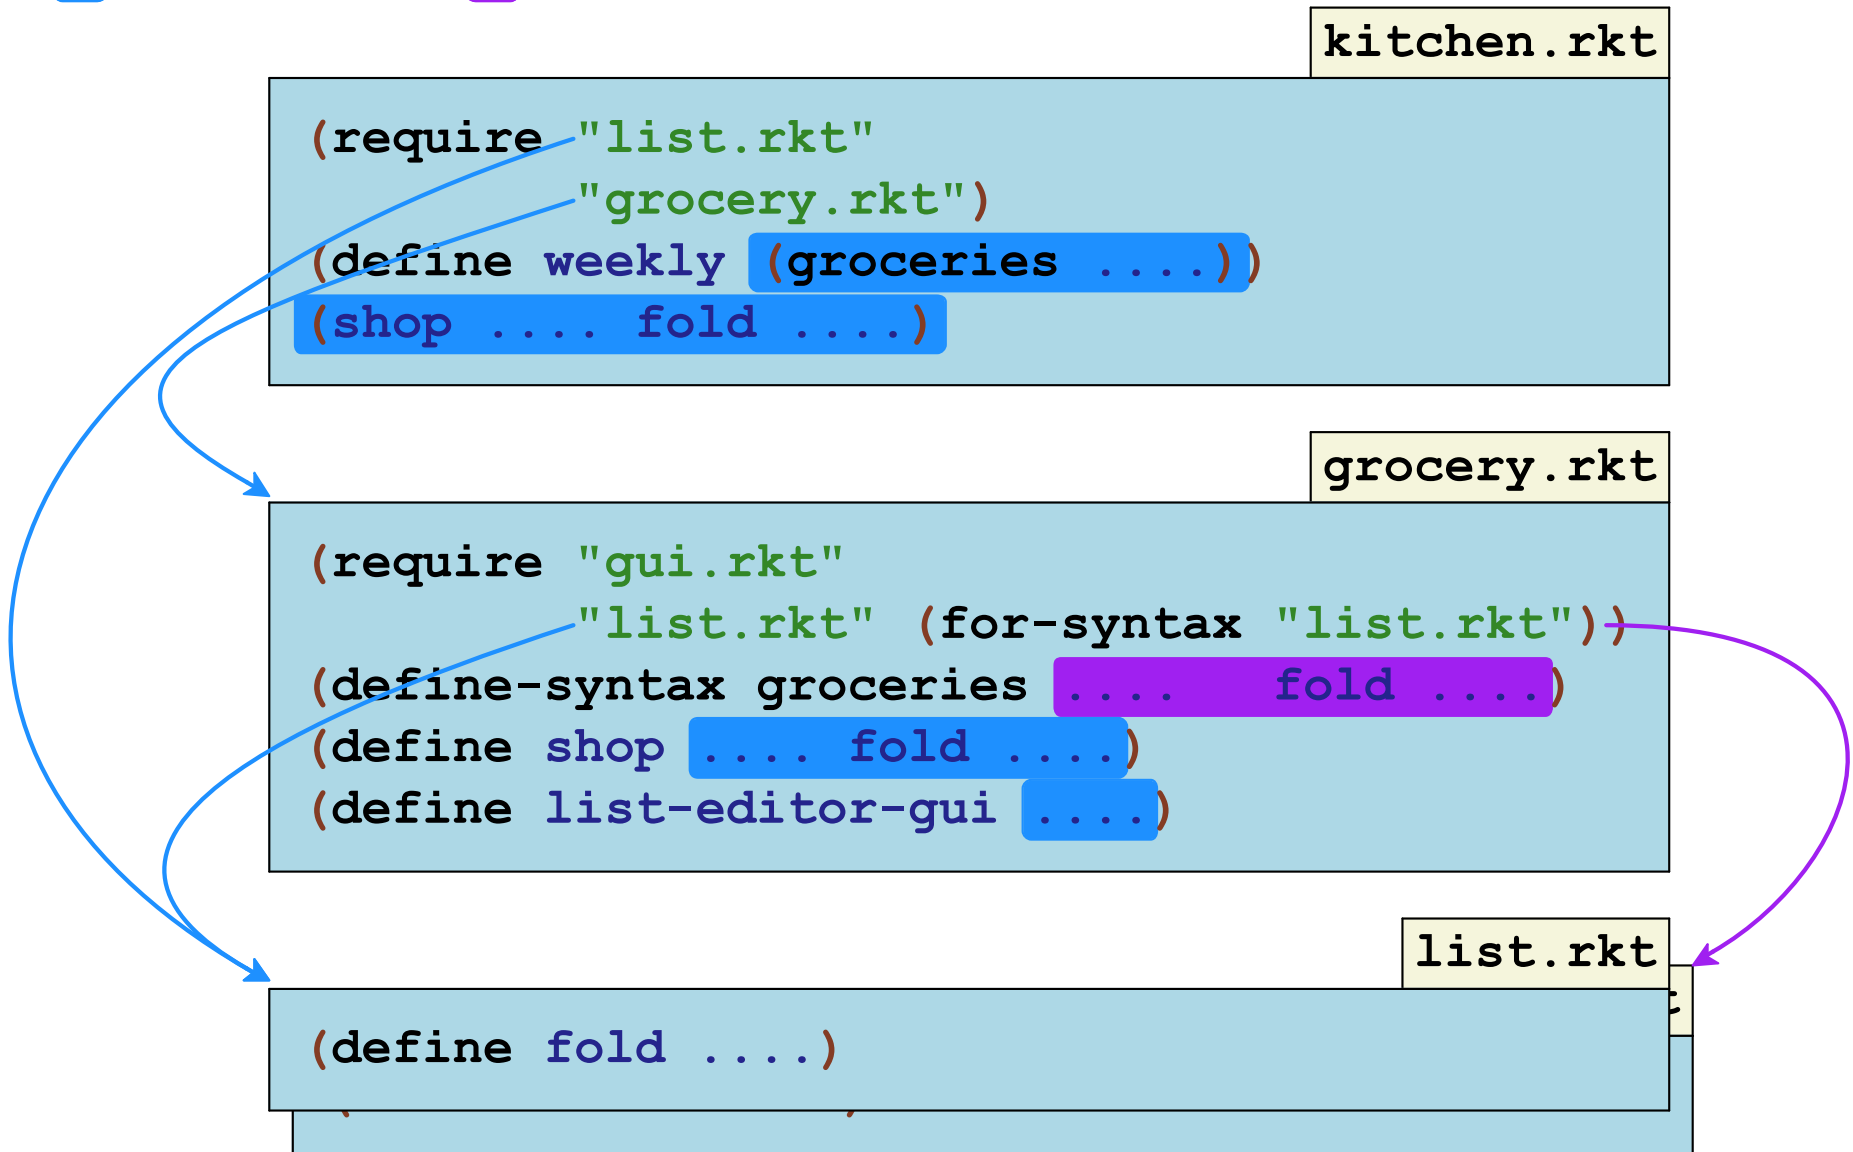 kitchen.rkt
(require "list.rkt"
"grocery.rkt")
(define weekly (groceries ....))
(shop .... fold ....)
grocery.rkt
(require "gui.rkt"
"list.rkt" (for-syntax "list.rkt"))
(define-syntax groceries .... fold ....)
(define shop .... fold ....)
(define list-editor-gui ....)
list.rkt
(define fold ....)